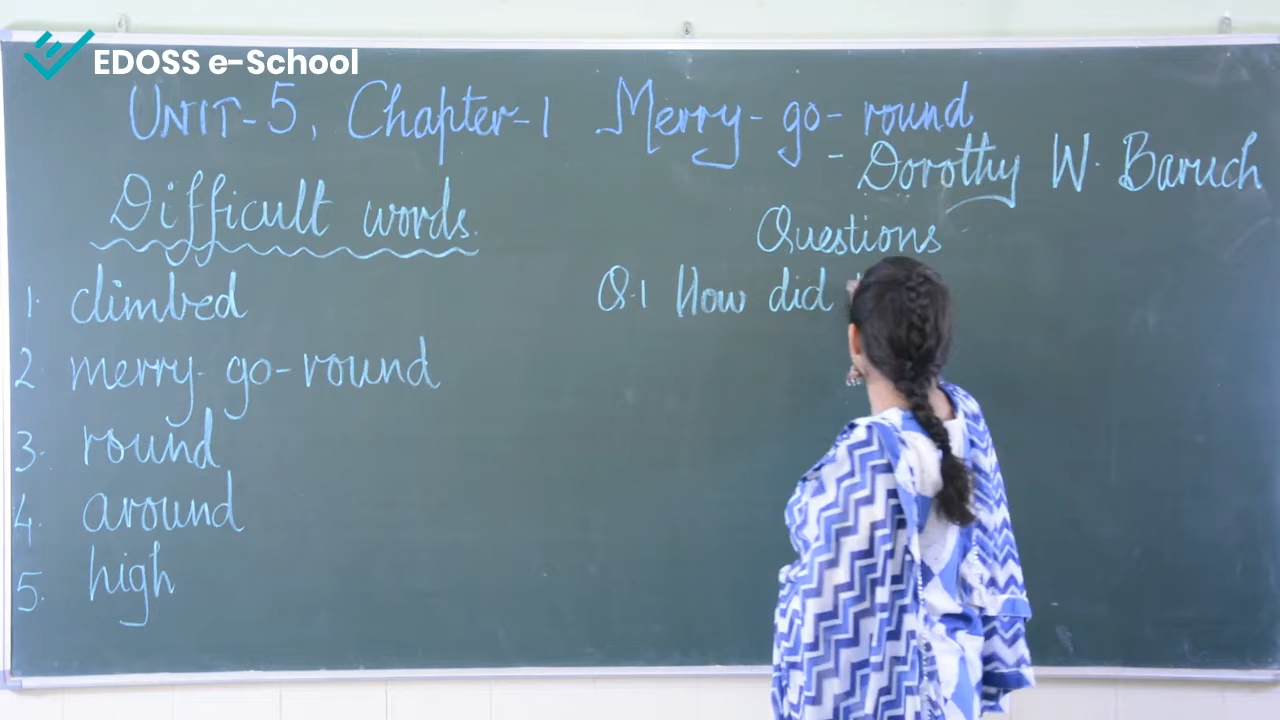 EDOSS e-School
UNIT-5, Chapter-1 Merry-go-round
- Dorothy W. Baruch
Difficult words.
1. climbed
2. merry-go-round
3. round
4. around
5. high
Questions
Q.1 How did